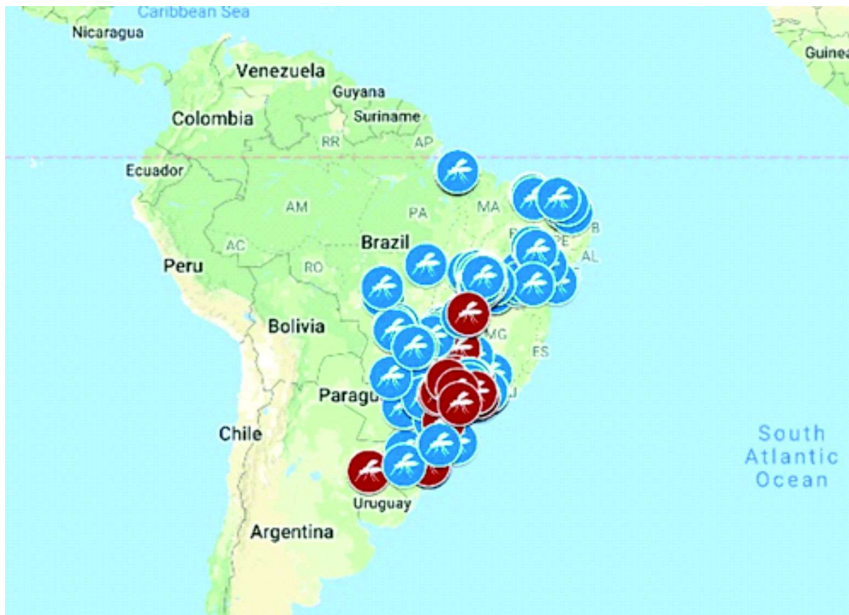 Caribbean Sea
Nicaragua
Venezuela
Guyana
Suriname
Guinea
Colombia
RR
AP
Ecuador
AM
PA
MA
Brazil
PE
B
AL
AC
RO
Peru
Bolivia
MG
ES
Paragu
Chile
South
Atlantic
Ocean
Uruguay
Argentina